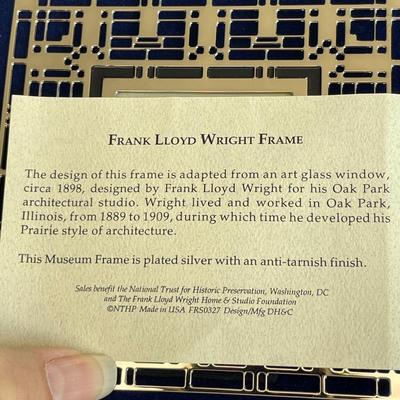 FRANK LLOYD WRIGHT FRAME
The design of this frame is adapted from an art glass window,
circa 1898, designed by Frank Lloyd Wright for his Oak Park
architectural studio. Wright lived and worked in Oak Park,
Illinois, from 1889 to 1909, during which time he developed his
Prairie style of architecture.
This Museum Frame is plated silver with an anti-tarnish finish.
Sales benefit the National Trust for Historic Preservation, Washington, DC
and The Frank Lloyd Wright Home & Studio Foundation
©NTHP Made in USA FRS0327 Design/Mfg DH&C